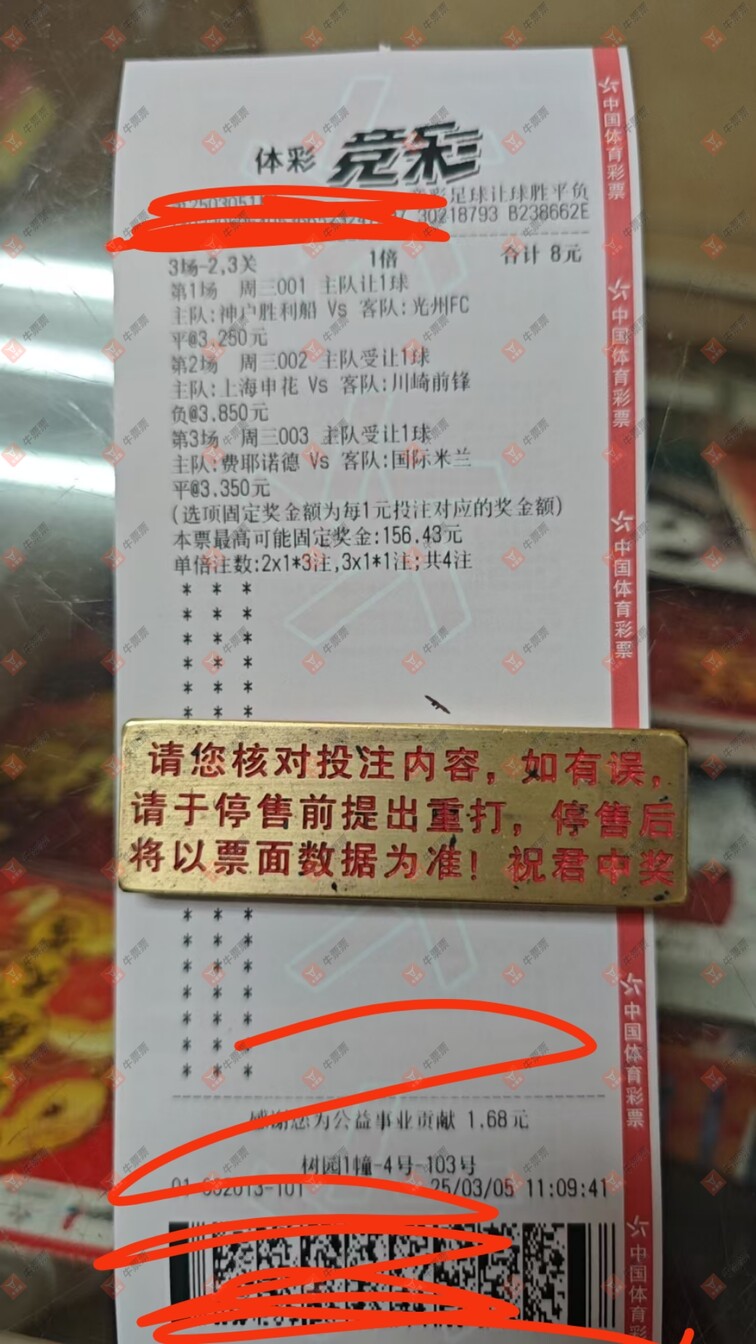 体彩 竞彩
竞彩足球让球胜平负
30218793 B238662E
3场-2,3关 1倍 合计 8元
第1场 周三001 主队让1球
主队:神户胜利船 Vs 客队:光州FC
平@3.250元
第2场 周三002 主队受让1球
主队:上海申花 Vs 客队:川崎前锋
负@3.850元
第3场 周三003 主队受让1球
主队:费耶诺德 Vs 客队:国际米兰
平@3.350元
(选项固定奖金额为每1元投注对应的奖金额)
本票最高可能固定奖金:156.43元
单倍注数:2x1*3注,3x1*1注;共4注
* * *
* * *
* * *
* * *
* * *
* * *
请您核对投注内容，如有误，
请于停售前提出重打，停售后
将以票面数据为准！祝君中奖
* * *
* * *
* * *
* * *
* * *
* * *
* * *
感谢您为公益事业贡献 1.68元
树园1幢-4号-103号
25/03/05 11:09:41
中国体育彩票
中国体育彩票
中国体育彩票
中国体育彩票
中国体育彩票
牛票票